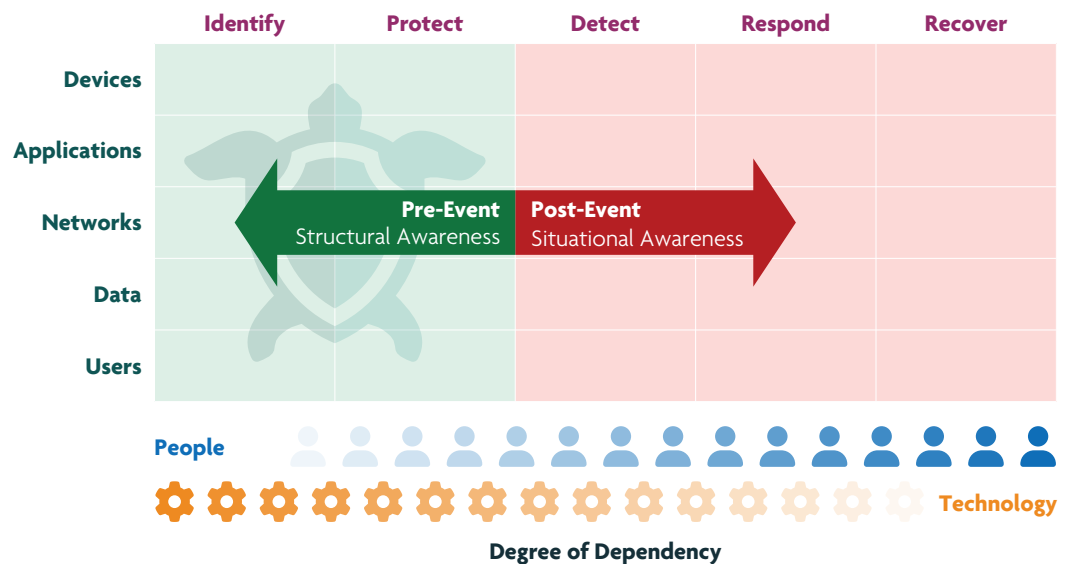 Identify Protect Detect Respond Recover
Devices
Applications
Networks
Data
Users
Pre-Event
Structural Awareness
Post-Event
Situational Awareness
People
Technology
Degree of Dependency